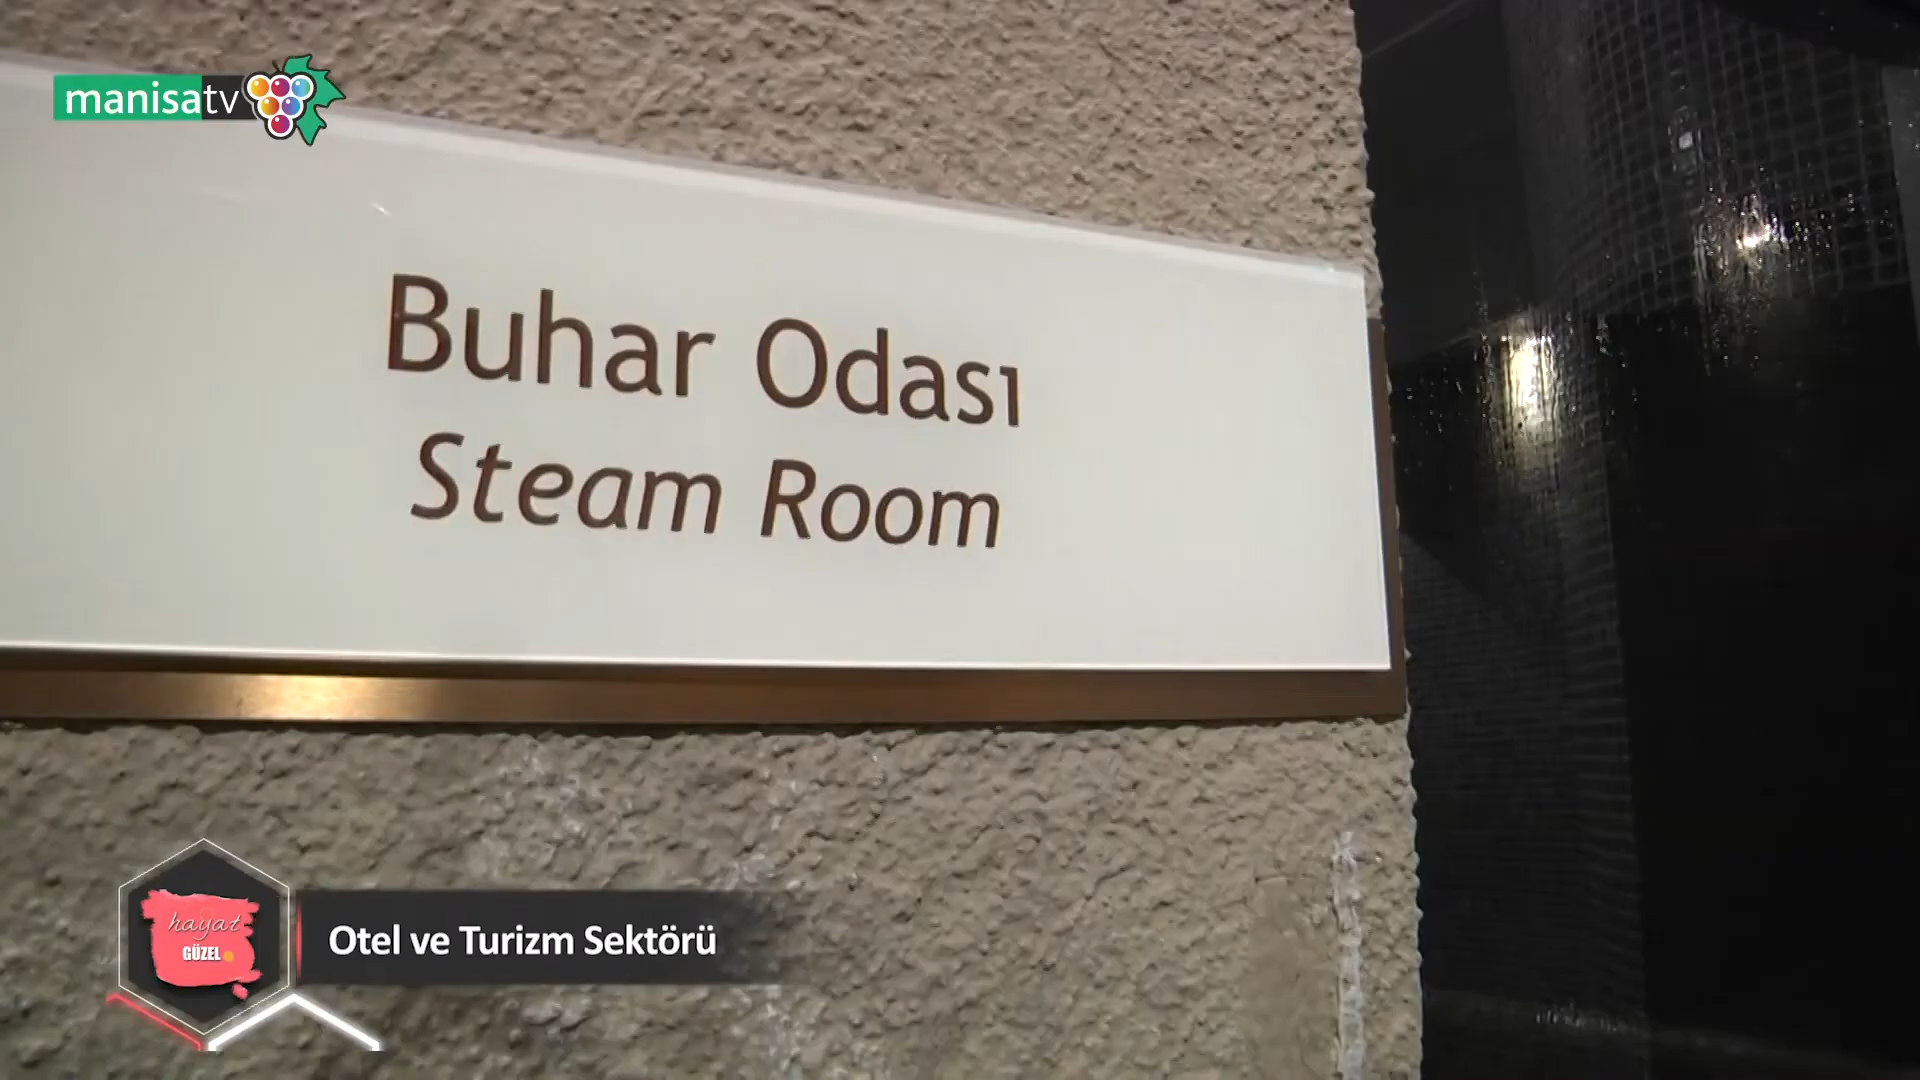 manisatv
Buhar Odası
Steam Room
hayat
GÜZEL
Otel ve Turizm Sektörü